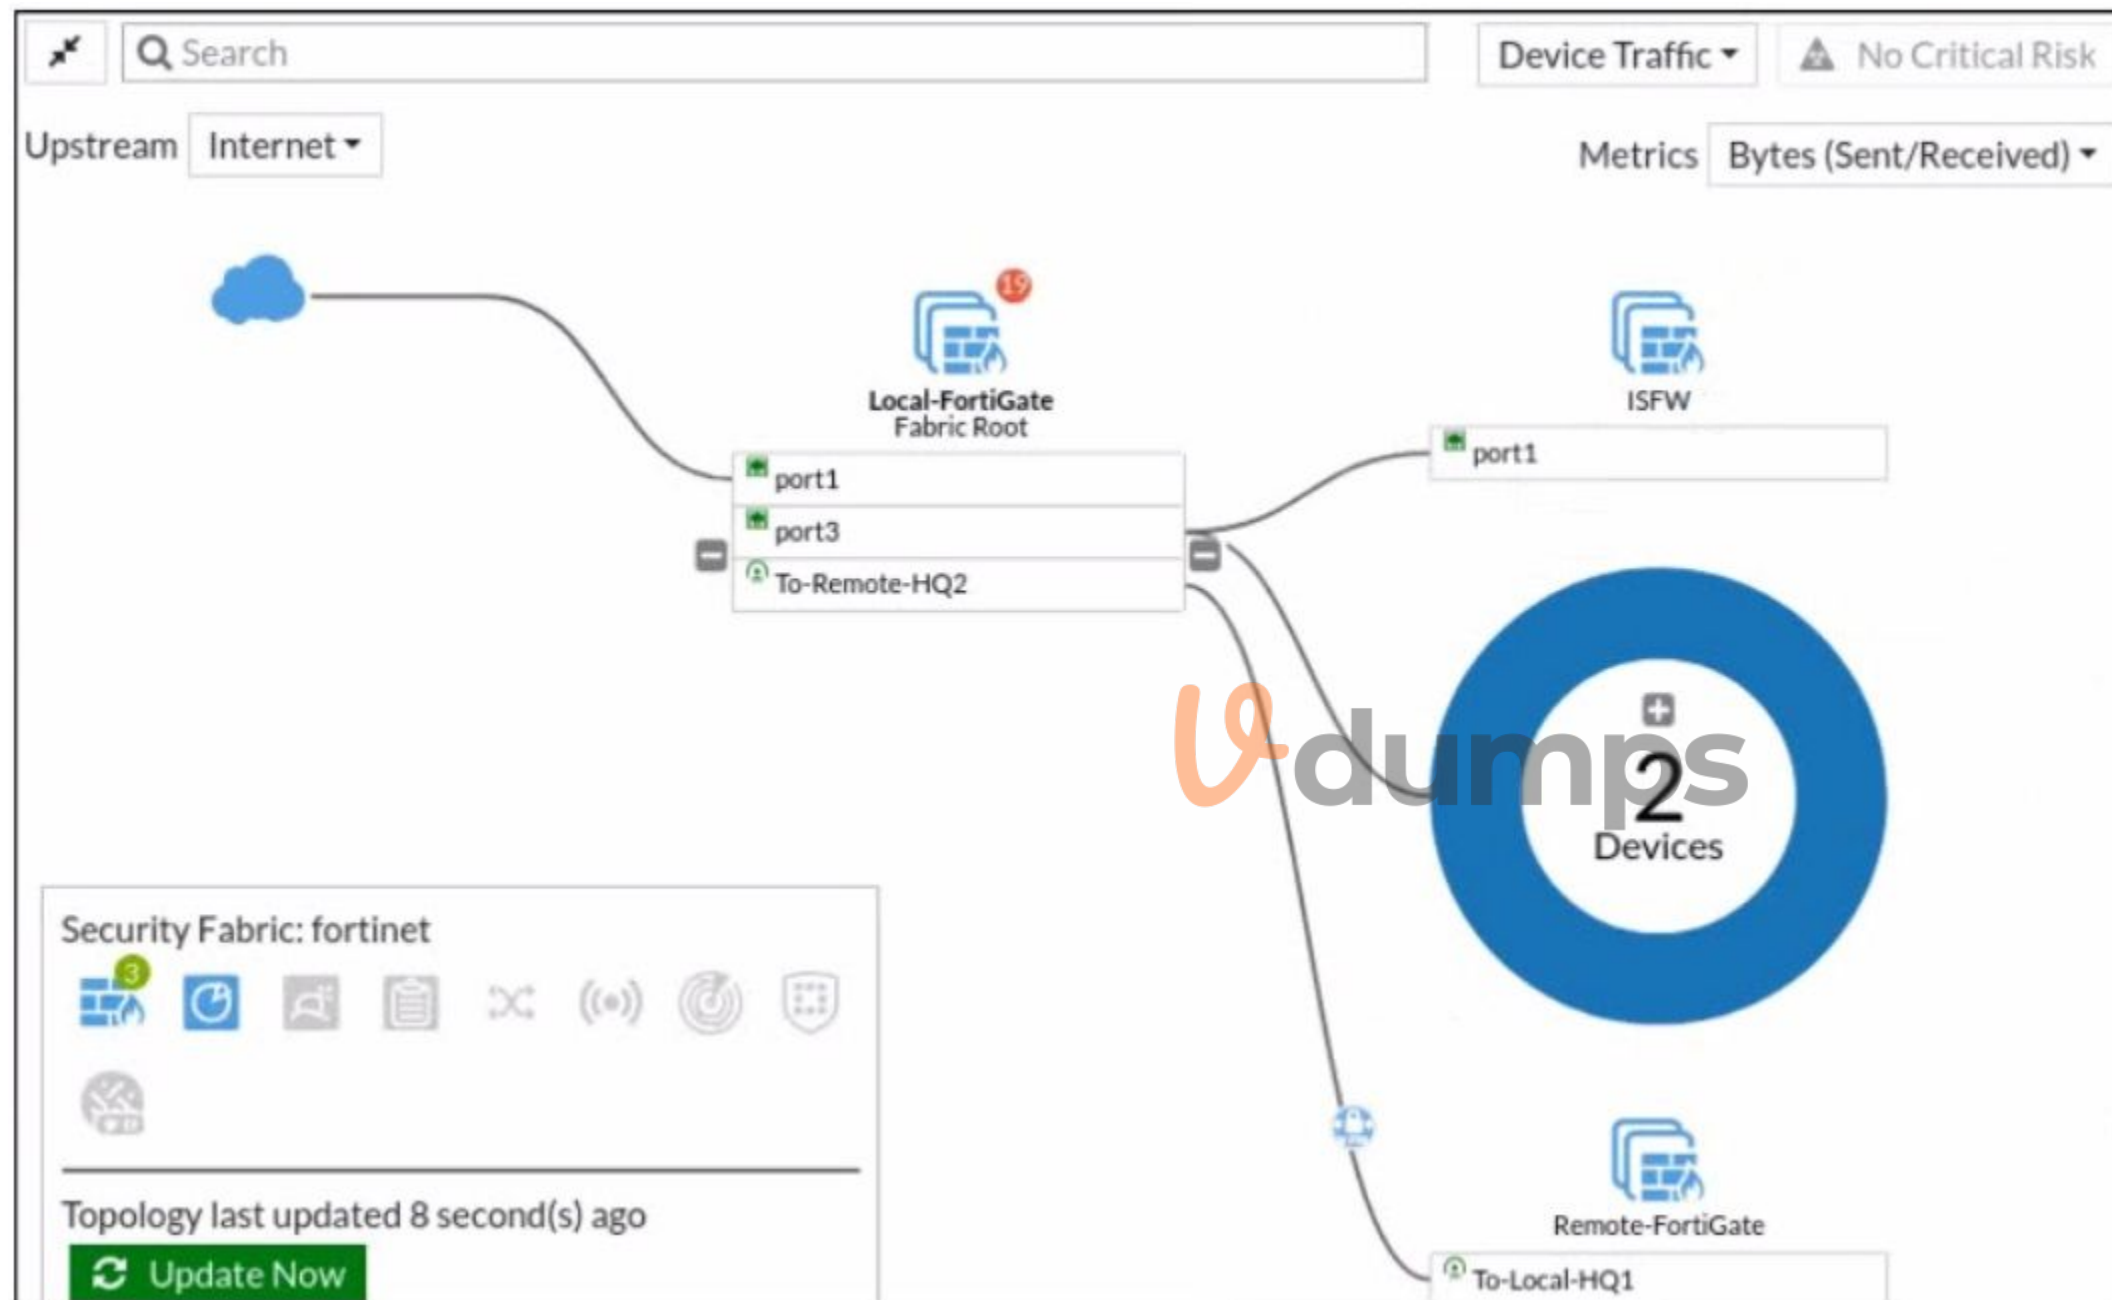 Search
Device Traffic
No Critical Risk
Upstream
Internet
Metrics
Bytes (Sent/Received)
19
Local-FortiGate
Fabric Root
port1
port3
To-Remote-HQ2
ISFW
port1
Vdumps
2
Devices
Security Fabric: fortinet
3
Topology last updated 8 second(s) ago
Update Now
Remote-FortiGate
To-Local-HQ1